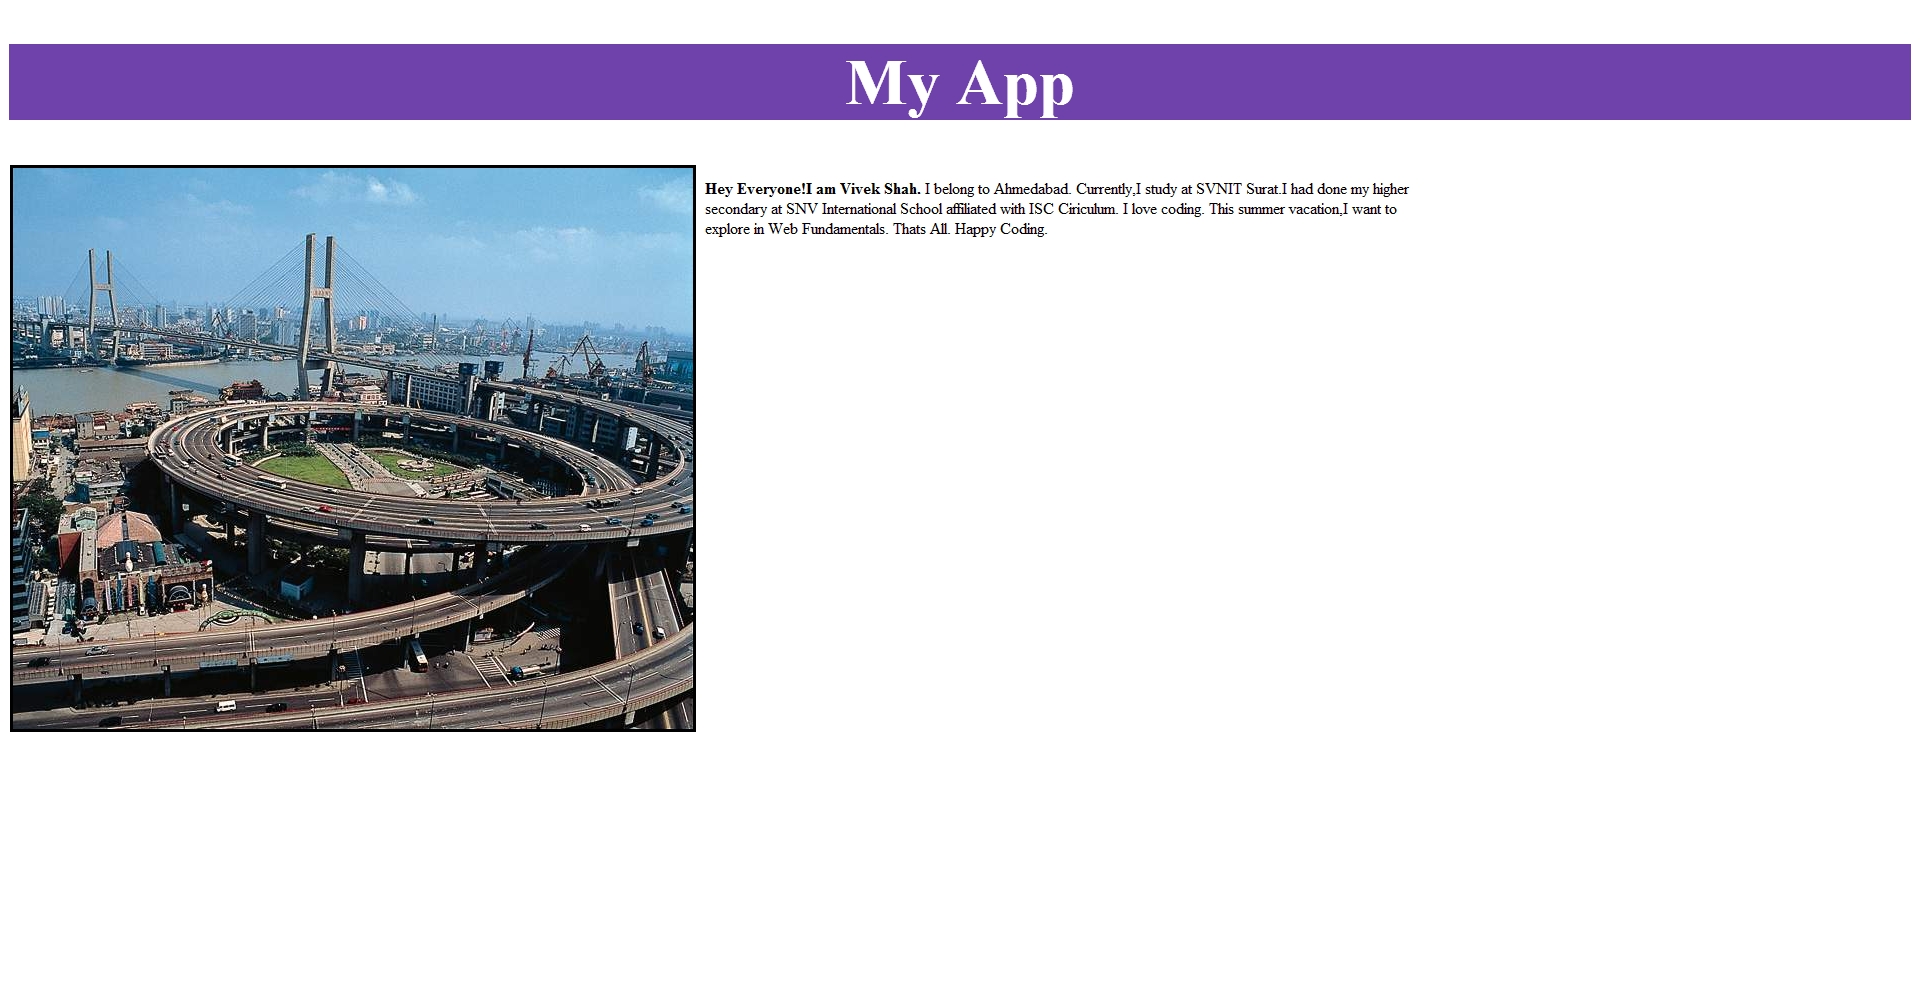 My App
Hey Everyone!I am Vivek Shah. I belong to Ahmedabad. Currently,I study at SVNIT Surat.I had done my higher
secondary at SNV International School affiliated with ISC Ciriculum. I love coding. This summer vacation,I want to
explore in Web Fundamentals. Thats All. Happy Coding.